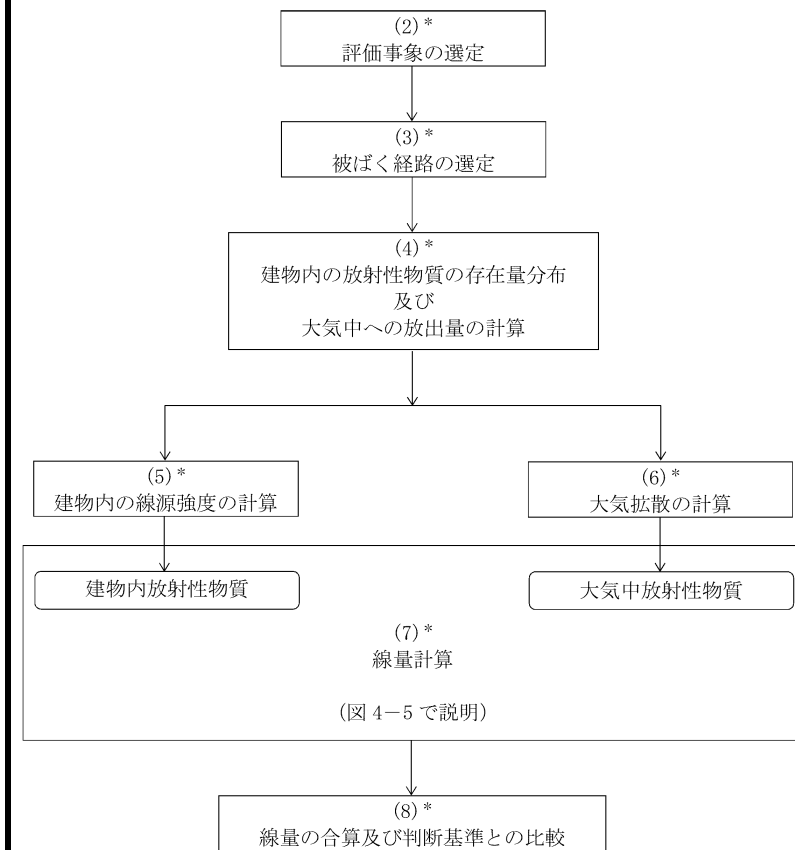 (2)*
評価事象の選定
(3)*
被ばく経路の選定
(4)*
建物内の放射性物質の存在量分布
及び
大気中への放出量の計算
(5)*
建物内の線源強度の計算
(6)*
大気拡散の計算
建物内放射性物質
大気中放射性物質
(7)*
線量計算
(図 4-5 で説明)
(8)*
線量の合算及び判断基準との比較